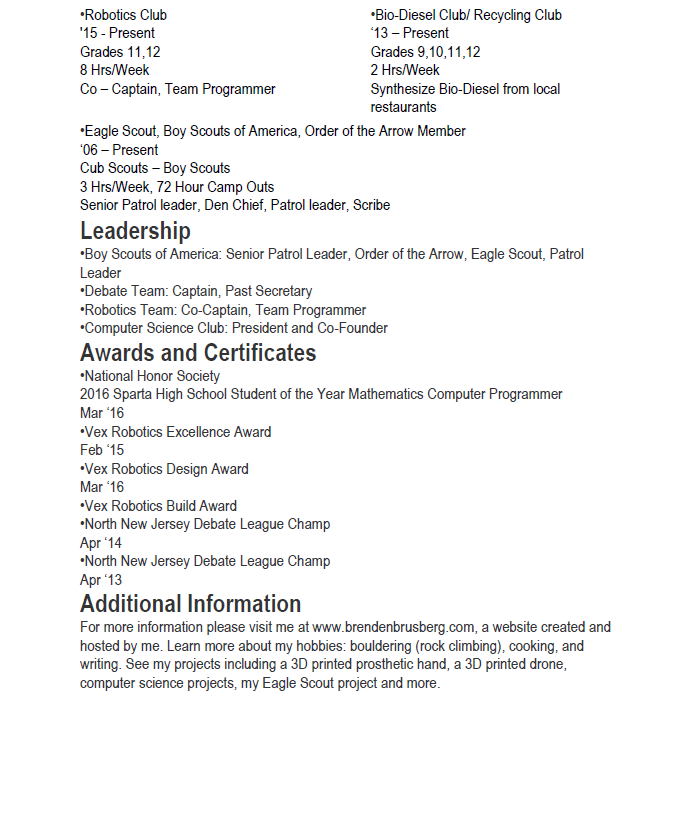 •Robotics Club
'15 - Present
Grades 11,12
8 Hrs/Week
Co – Captain, Team Programmer
•Bio-Diesel Club/ Recycling Club
‘13 – Present
Grades 9,10,11,12
2 Hrs/Week
Synthesize Bio-Diesel from local
restaurants
•Eagle Scout, Boy Scouts of America, Order of the Arrow Member
‘06 – Present
Cub Scouts – Boy Scouts
3 Hrs/Week, 72 Hour Camp Outs
Senior Patrol leader, Den Chief, Patrol leader, Scribe
Leadership
•Boy Scouts of America: Senior Patrol Leader, Order of the Arrow, Eagle Scout, Patrol
Leader
•Debate Team: Captain, Past Secretary
•Robotics Team: Co-Captain, Team Programmer
•Computer Science Club: President and Co-Founder
Awards and Certificates
•National Honor Society
2016 Sparta High School Student of the Year Mathematics Computer Programmer
Mar ‘16
•Vex Robotics Excellence Award
Feb ‘15
•Vex Robotics Design Award
Mar ‘16
•Vex Robotics Build Award
•North New Jersey Debate League Champ
Apr ‘14
•North New Jersey Debate League Champ
Apr ‘13
Additional Information
For more information please visit me at www.brendenbrusberg.com, a website created and
hosted by me. Learn more about my hobbies: bouldering (rock climbing), cooking, and
writing. See my projects including a 3D printed prosthetic hand, a 3D printed drone,
computer science projects, my Eagle Scout project and more.